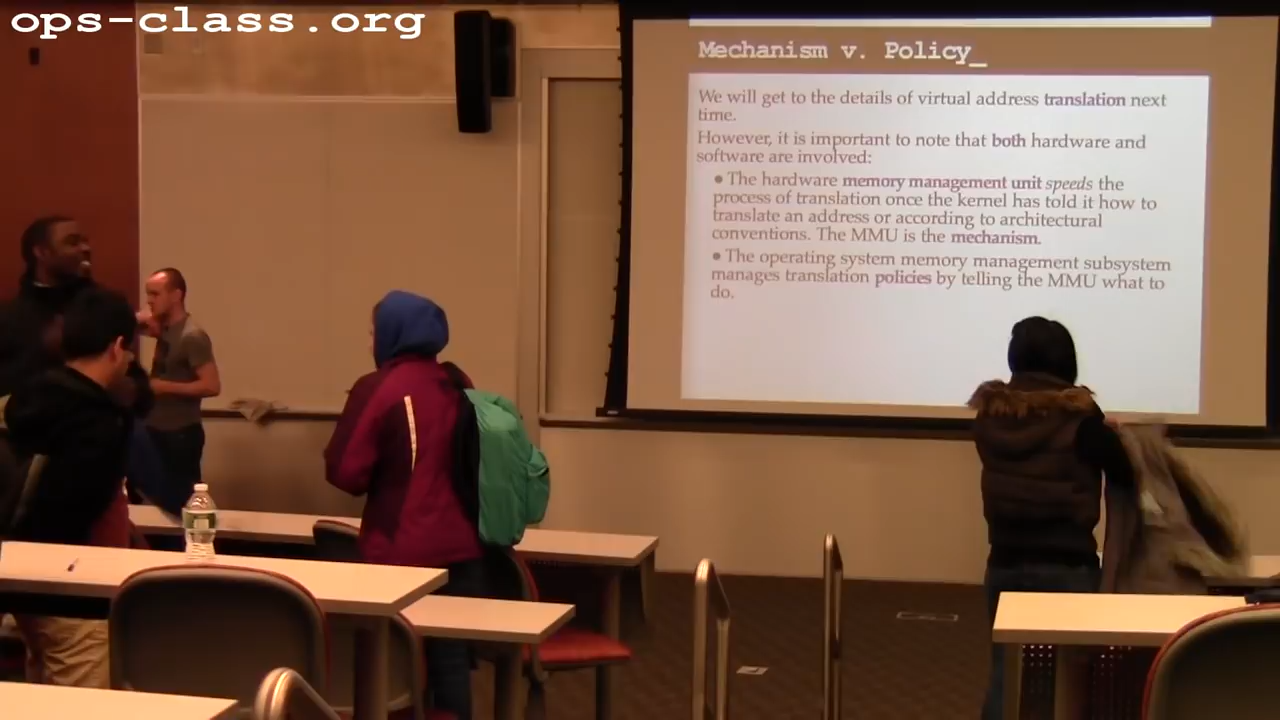 ops-class.org
Mechanism v. Policy_
We will get to the details of virtual address translation next
time.
However, it is important to note that both hardware and
software are involved:
• The hardware memory management unit speeds the
process of translation once the kernel has told it how to
translate an address or according to architectural
conventions. The MMU is the mechanism.
• The operating system memory management subsystem
manages translation policies by telling the MMU what to
do.